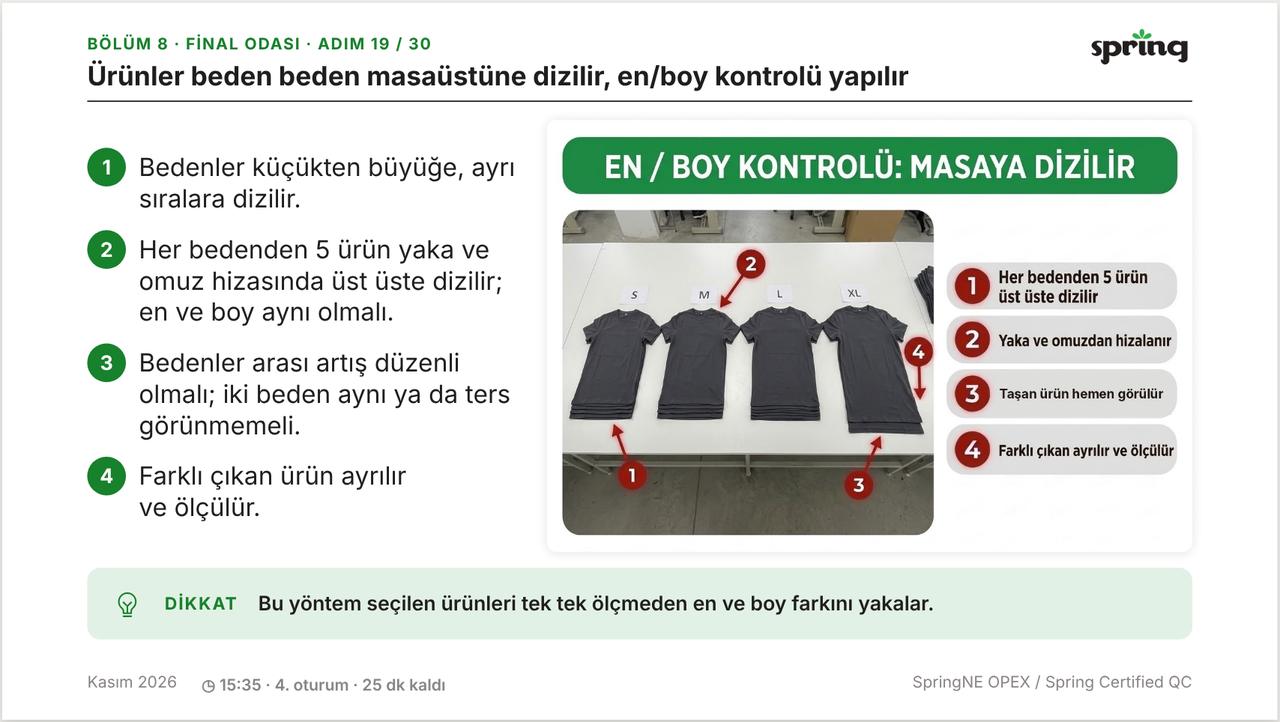 BÖLÜM 8 · FİNAL ODASI · ADIM 19 / 30
spring
Ürünler beden beden masaüstüne dizilir, en/boy kontrolü yapılır
1 Bedenler küçükten büyüğe, ayrı
sıralara dizilir.
2 Her bedenden 5 ürün yaka ve
omuz hizasında üst üste dizilir;
en ve boy aynı olmalı.
3 Bedenler arası artış düzenli
olmalı; iki beden aynı ya da ters
görünmemeli.
4 Farklı çıkan ürün ayrılır
ve ölçülür.
EN / BOY KONTROLÜ: MASAYA DİZİLİR
2
S M L XL
4
1
3
1 Her bedenden 5 ürün
üst üste dizilir
2 Yaka ve omuzdan hizalanır
3 Taşan ürün hemen görülür
4 Farklı çıkan ayrılır ve ölçülür
DİKKAT Bu yöntem seçilen ürünleri tek tek ölçmeden en ve boy farkını yakalar.
Kasım 2026 15:35 · 4. oturum · 25 dk kaldı
SpringNE OPEX / Spring Certified QC